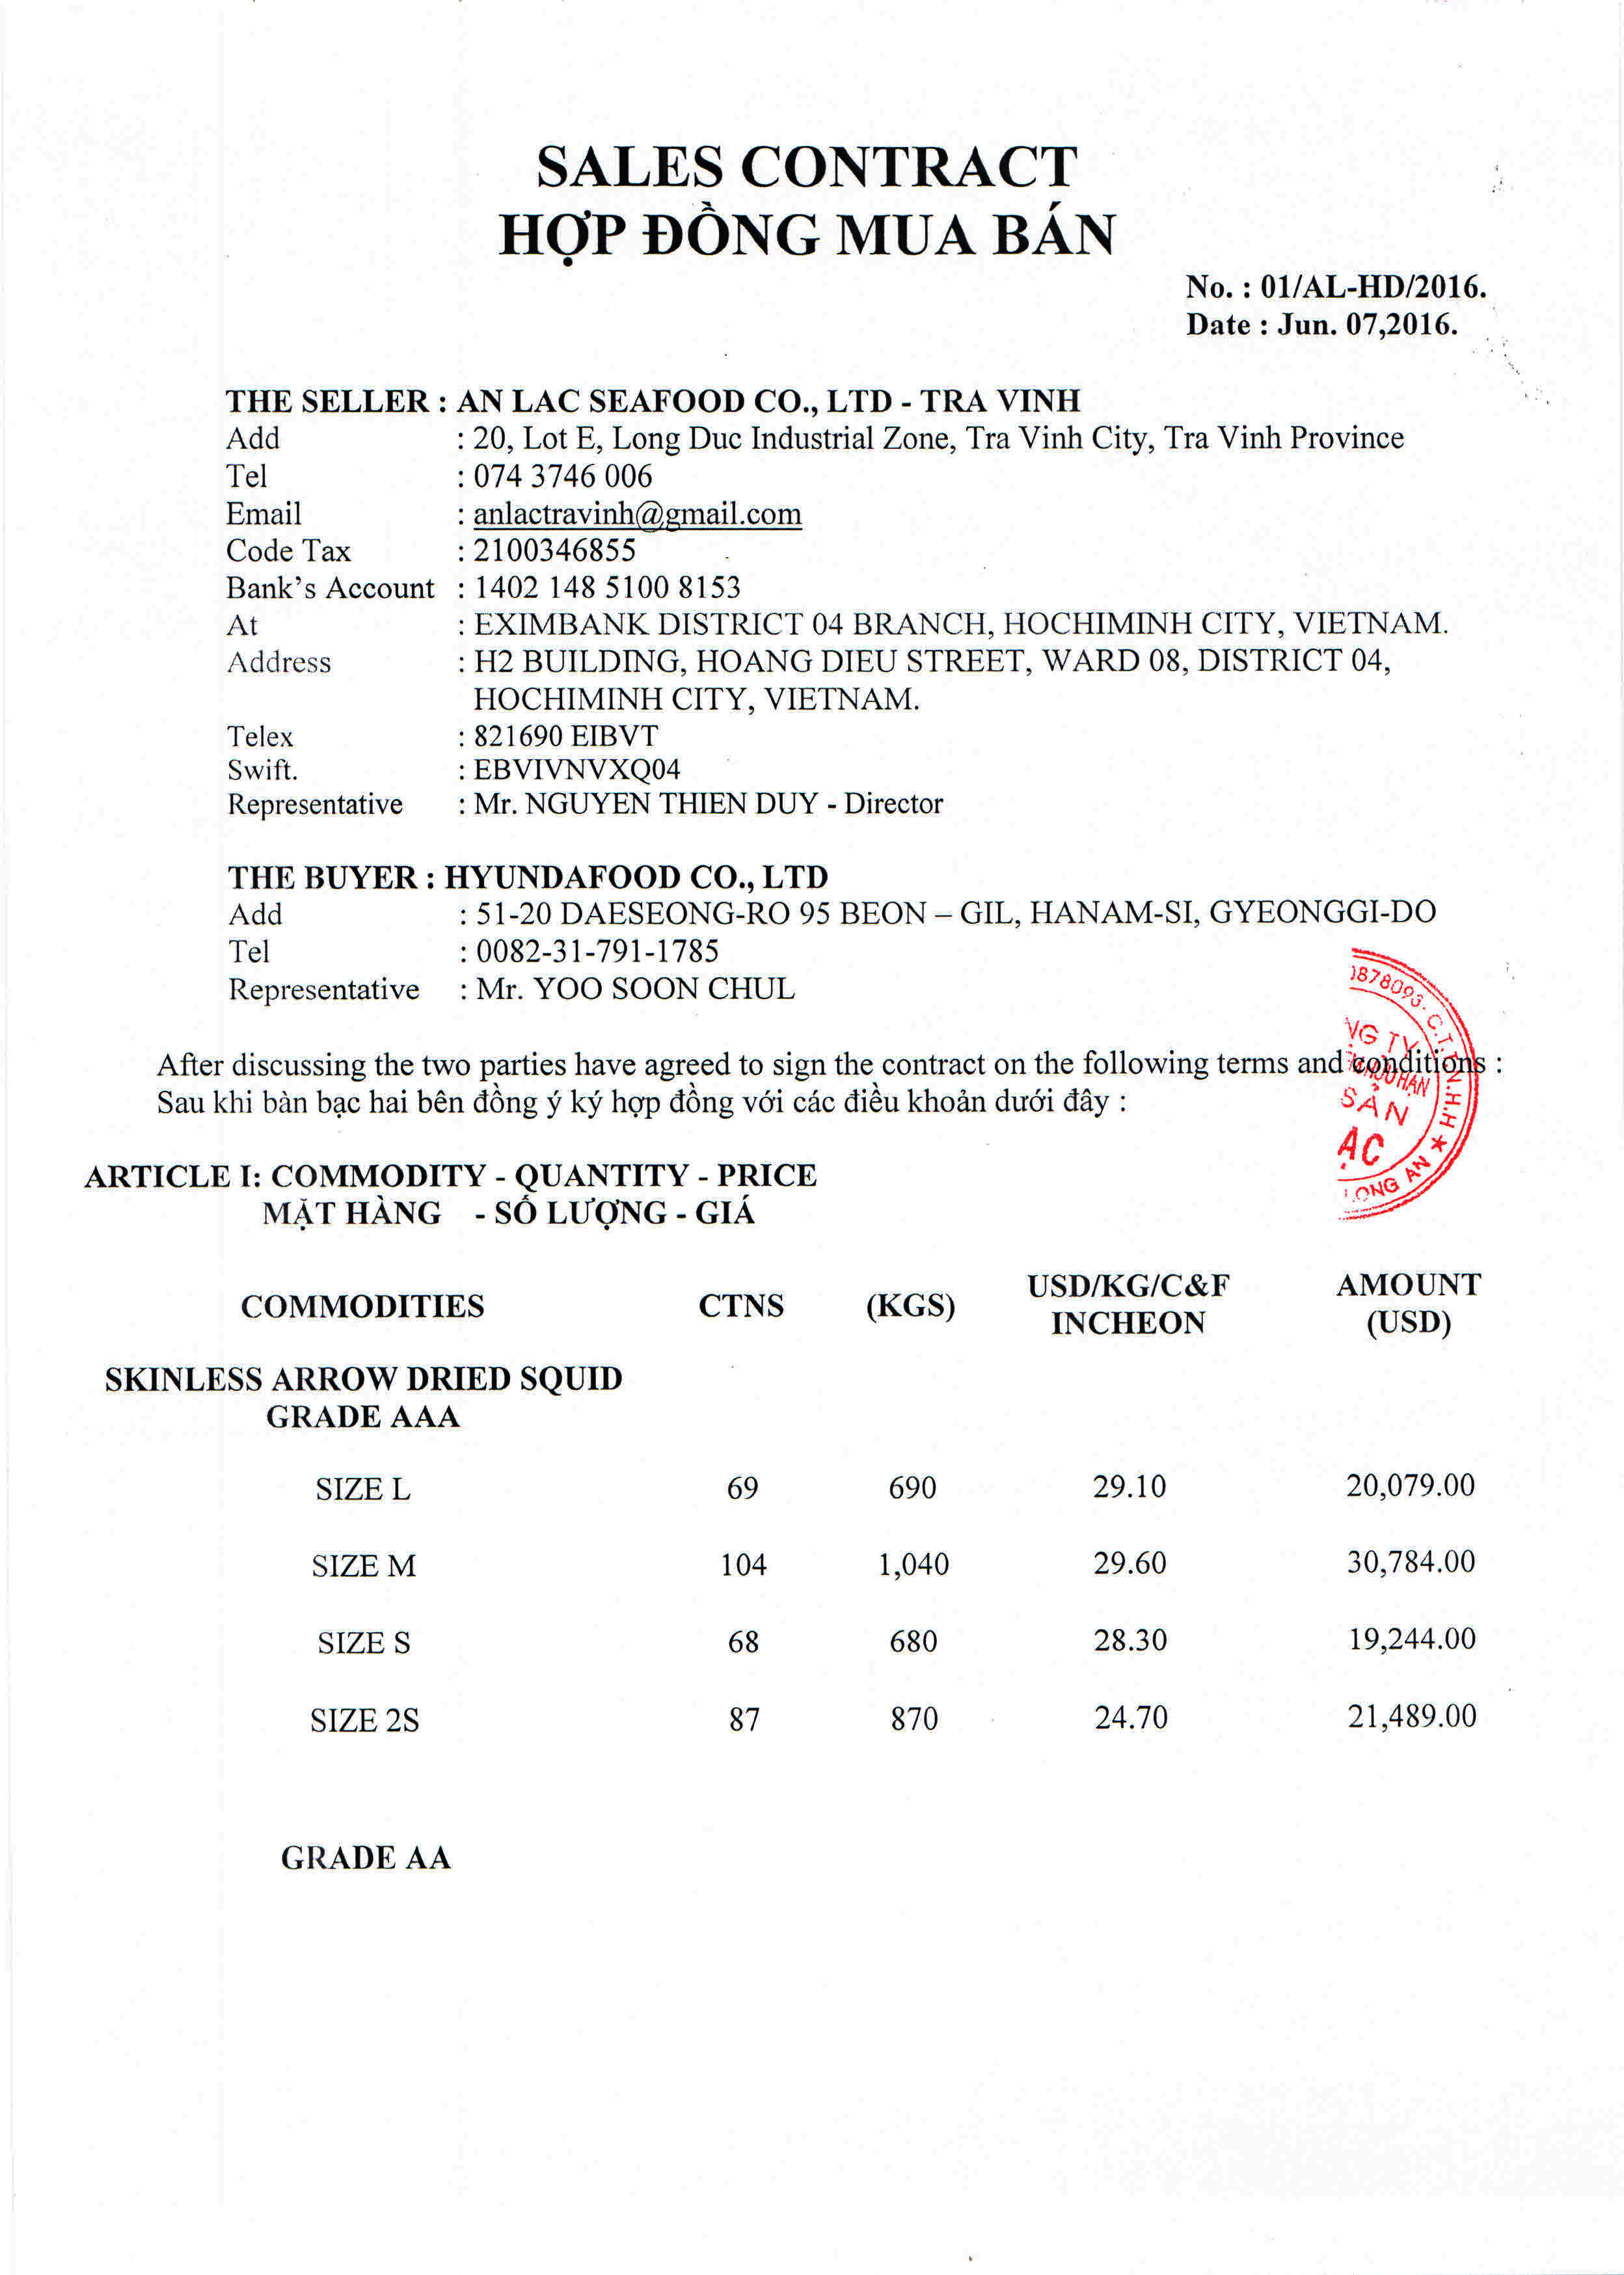 SALES CONTRACT
HỢP ĐỒNG MUA BÁN
No. : 01/AL-HD/2016.
Date : Jun. 07,2016.
THE SELLER : AN LAC SEAFOOD CO., LTD - TRA VINH
Add : 20, Lot E, Long Duc Industrial Zone, Tra Vinh City, Tra Vinh Province
Tel : 074 3746 006
Email : anlactravinh@gmail.com
Code Tax : 2100346855
Bank's Account : 1402 148 5100 8153
At : EXIMBANK DISTRICT 04 BRANCH, HOCHIMINH CITY, VIETNAM.
Address : H2 BUILDING, HOANG DIEU STREET, WARD 08, DISTRICT 04,
HOCHIMINH CITY, VIETNAM.
Telex : 821690 EIBVT
Swift. : EBVIVNVXQ04
Representative : Mr. NGUYEN THIEN DUY - Director
THE BUYER : HYUNDAFOOD CO., LTD
Add : 51-20 DAESEONG-RO 95 BEON – GIL, HANAM-SI, GYEONGGI-DO
Tel : 0082-31-791-1785
Representative : Mr. YOO SOON CHUL
After discussing the two parties have agreed to sign the contract on the following terms and conditions :
Sau khi bàn bạc hai bên đồng ý ký hợp đồng với các điều khoản dưới đây :
0878093. C.T.T.N.H.H ★
TY
HỮU HẠN
SẢN
ẠC
LONG AN
ARTICLE I: COMMODITY - QUANTITY - PRICE
MẶT HÀNG - SỐ LƯỢNG - GIÁ
COMMODITIES CTNS (KGS) USD/KG/C&F INCHEON AMOUNT (USD)
SKINLESS ARROW DRIED SQUID
GRADE AAA
SIZE L 69 690 29.10 20,079.00
SIZE M 104 1,040 29.60 30,784.00
SIZE S 68 680 28.30 19,244.00
SIZE 2S 87 870 24.70 21,489.00
GRADE AA